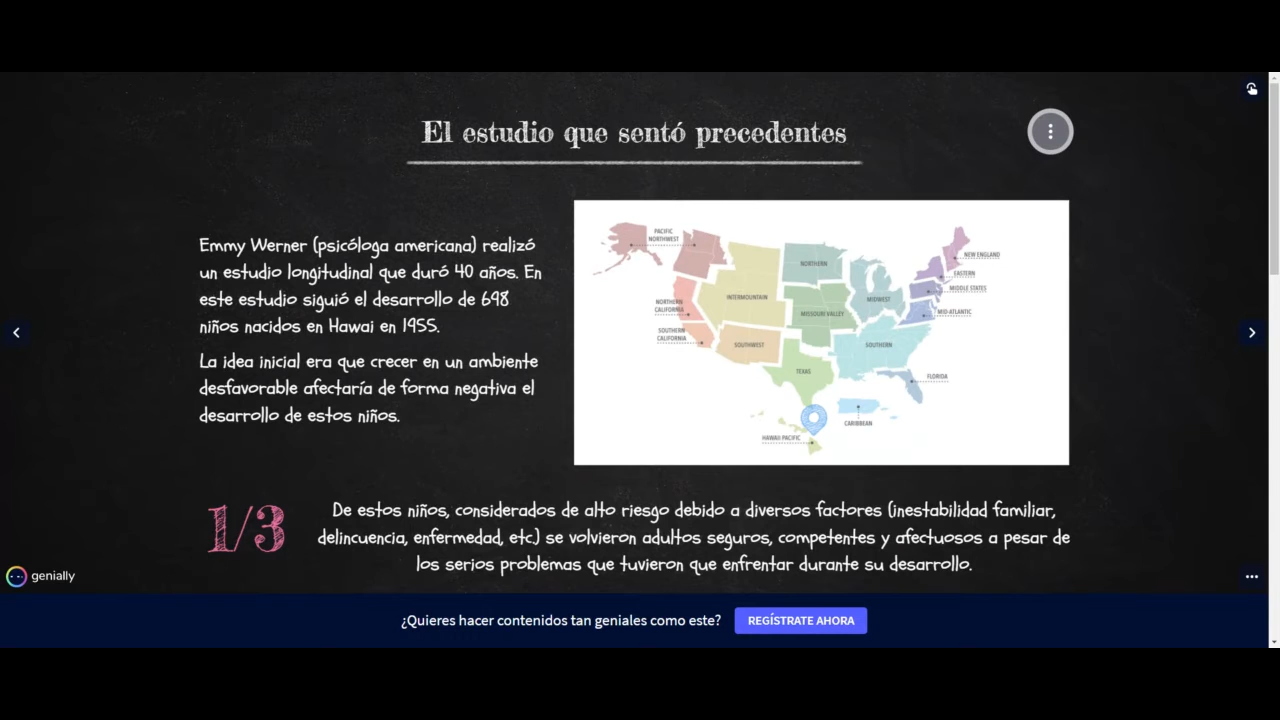 El estudio que sentó precedentes
Emmy Werner (psicóloga americana) realizó
un estudio longitudinal que duró 40 años. En
este estudio siguió el desarrollo de 698
niños nacidos en Hawai en 1955.
La idea inicial era que crecer en un ambiente
desfavorable afectaría de forma negativa el
desarrollo de estos niños.
PACIFIC
NORTHWEST
NORTHERN
INTERMOUNTAIN
NORTHERN
CALIFORNIA
SOUTHERN
CALIFORNIA
SOUTHWEST
MISSOURI VALLEY
MIDWEST
SOUTHERN
TEXAS
NEW ENGLAND
EASTERN
MIDDLE STATES
MID-ATLANTIC
FLORIDA
CARIBBEAN
HAWAII PACIFIC
1/3
De estos niños, considerados de alto riesgo debido a diversos factores (inestabilidad familiar,
delincuencia, enfermedad, etc.) se volvieron adultos seguros, competentes y afectuosos a pesar de
los serios problemas que tuvieron que enfrentar durante su desarrollo.
genially
¿Quieres hacer contenidos tan geniales como este?
REGÍSTRATE AHORA